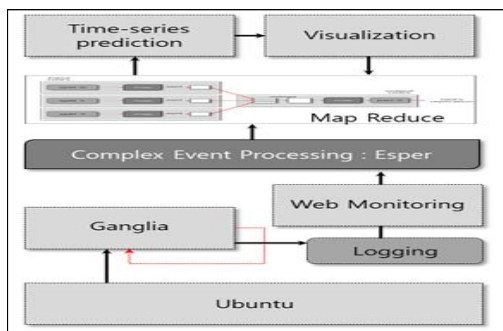 Time-series
prediction
Visualization
Map Reduce
Complex Event Processing : Esper
Web Monitoring
Ganglia
Logging
Ubuntu